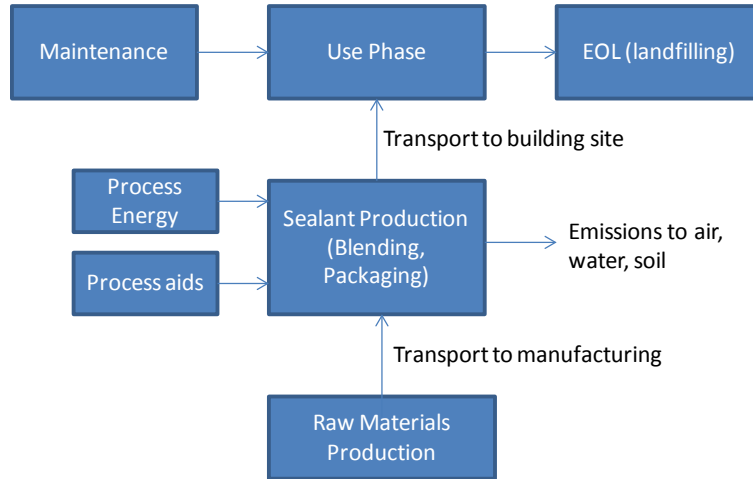 Maintenance
Use Phase
EOL (landfilling)
Transport to building site
Process
Energy
Sealant Production
(Blending,
Packaging)
Emissions to air,
water, soil
Process aids
Transport to manufacturing
Raw Materials
Production